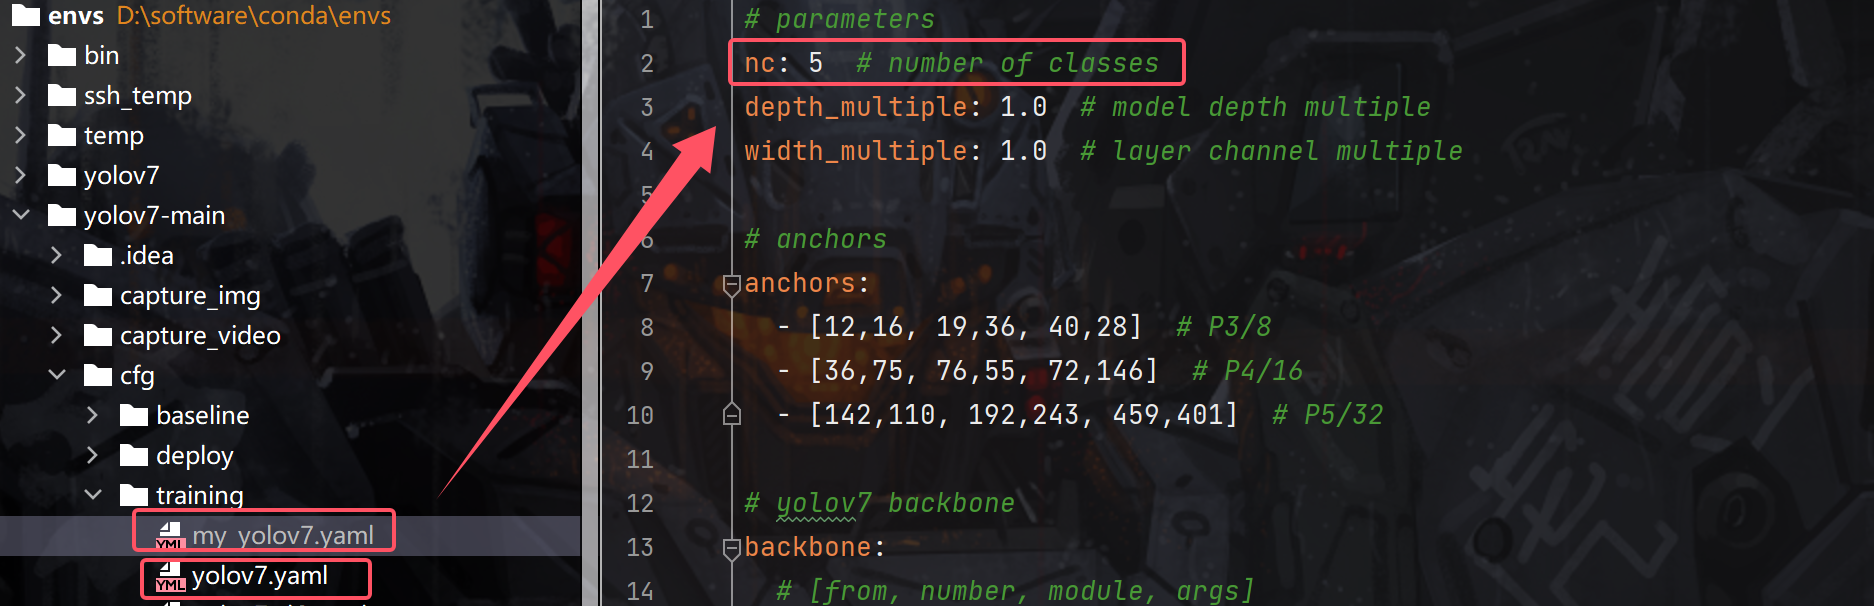 envs D:\software\conda\envs
bin
ssh_temp
temp
yolov7
yolov7-main
.idea
capture_img
capture_video
cfg
baseline
deploy
training
YML my_yolov7.yaml
YML yolov7.yaml
1 # parameters
2 nc: 5 # number of classes
3 depth_multiple: 1.0 # model depth multiple
4 width_multiple: 1.0 # layer channel multiple
5
6 # anchors
7 anchors:
8 - [12,16, 19,36, 40,28] # P3/8
9 - [36,75, 76,55, 72,146] # P4/16
10 - [142,110, 192,243, 459,401] # P5/32
11
12 # yolov7 backbone
13 backbone:
14 # [from, number, module, args]